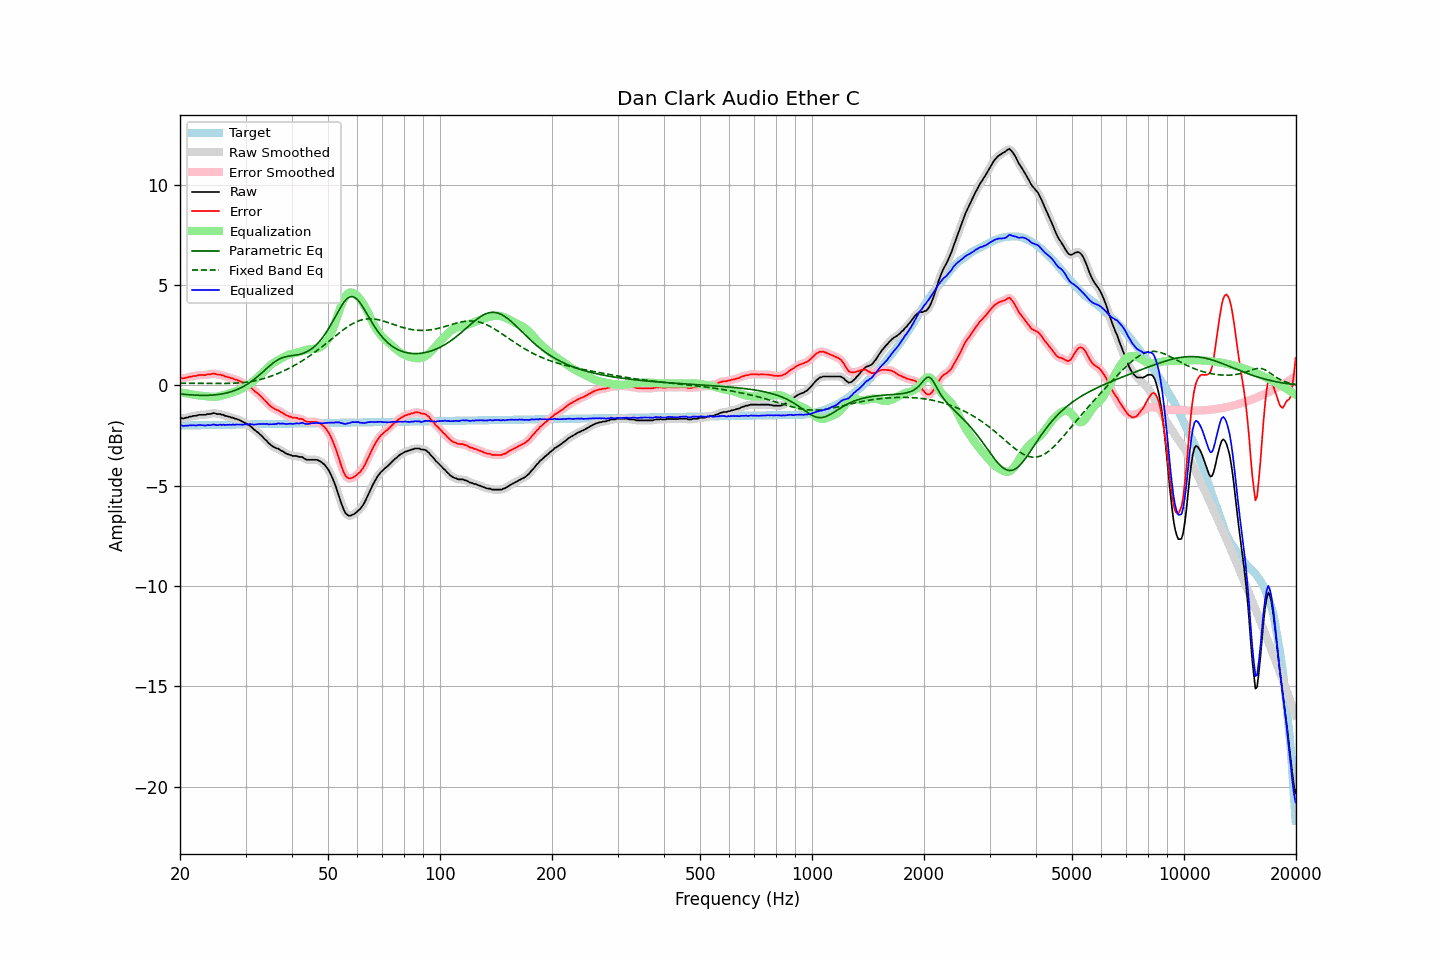 Dan Clark Audio Ether C
Target
Raw Smoothed
Error Smoothed
Raw
Error
Equalization
Parametric Eq
Fixed Band Eq
Equalized
Amplitude (dBr)
10
5
0
−5
−10
−15
−20
20
50
100
200
500
1000
2000
5000
10000
20000
Frequency (Hz)